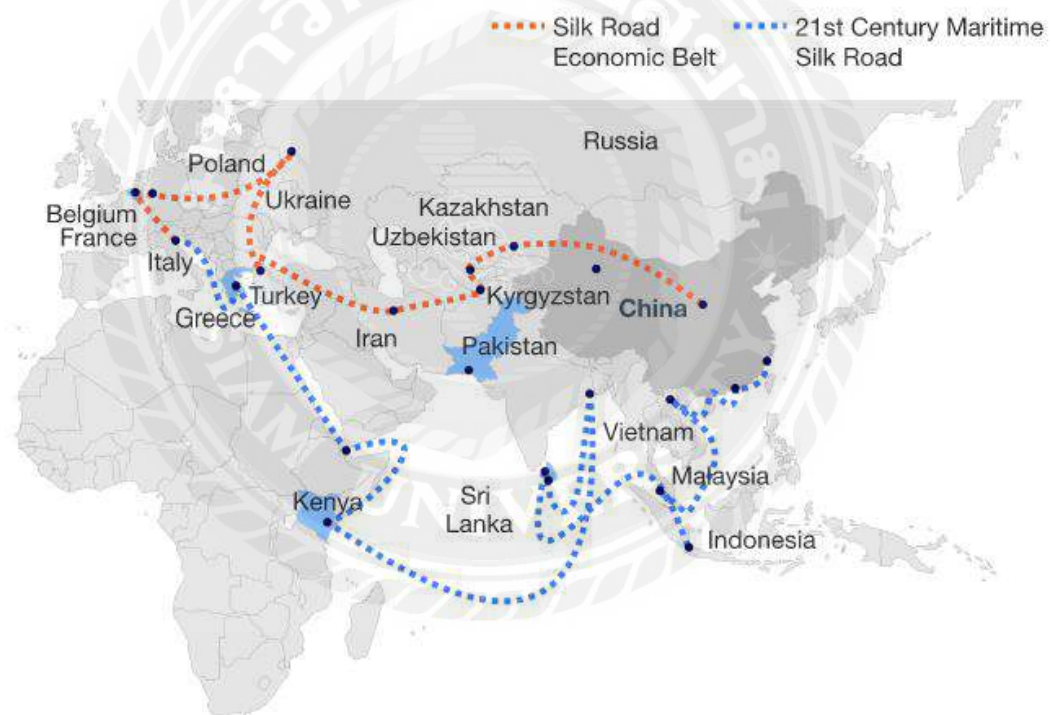 Silk Road
Economic Belt
21st Century Maritime
Silk Road
Russia
Poland
Ukraine
Kazakhstan
Belgium
France
Uzbekistan
Italy
Turkey
Kyrgyzstan
China
Greece
Iran
Pakistan
Vietnam
Malaysia
Kenya
Sri
Lanka
Indonesia